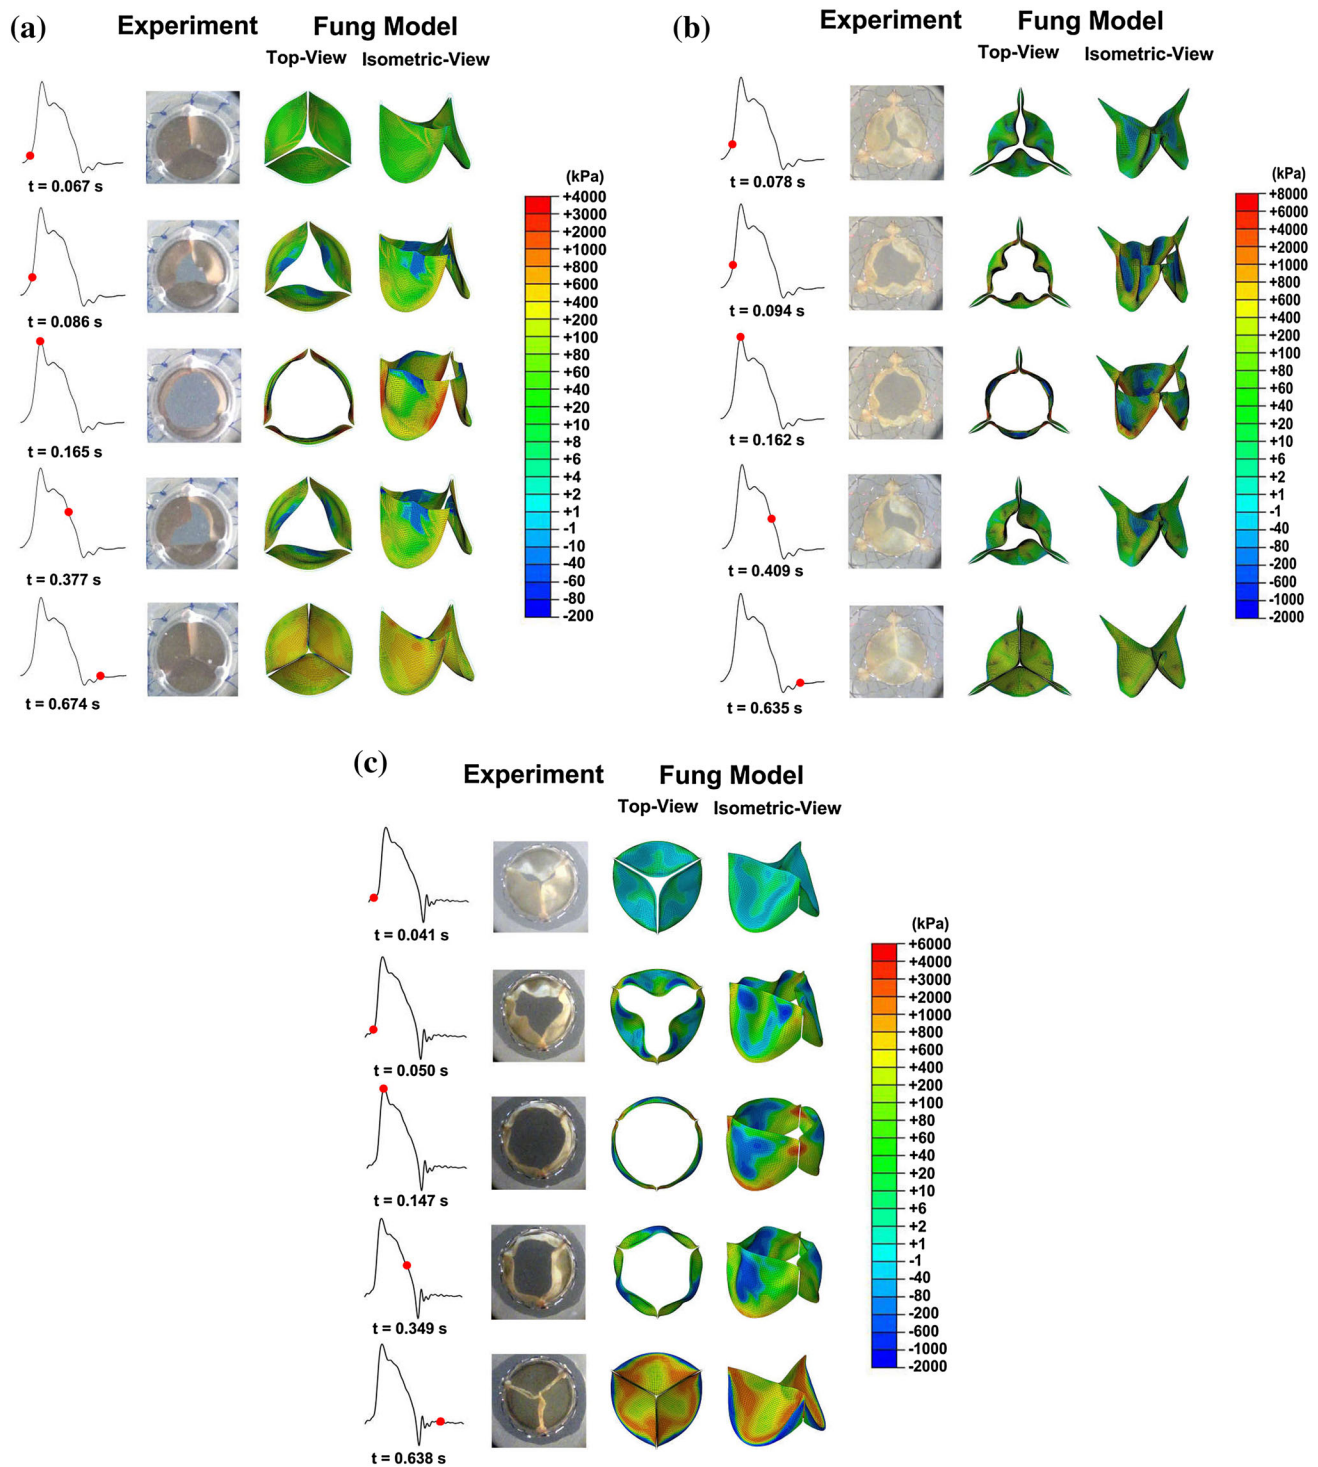 (a)
Experiment
Fung Model
Top-View
Isometric-View
t = 0.067 s
t = 0.086 s
t = 0.165 s
t = 0.377 s
t = 0.674 s
(kPa)
+4000
+3000
+2000
+1000
+800
+600
+400
+200
+100
+80
+60
+40
+20
+10
+8
+6
+4
+2
+1
-1
-10
-40
-60
-80
-200
(b)
Experiment
Fung Model
Top-View
Isometric-View
t = 0.078 s
t = 0.094 s
t = 0.162 s
t = 0.409 s
t = 0.635 s
(kPa)
+8000
+6000
+4000
+2000
+1000
+800
+600
+400
+200
+100
+80
+60
+40
+20
+10
+6
+2
+1
-1
-40
-80
-200
-600
-1000
-2000
(c)
Experiment
Fung Model
Top-View
Isometric-View
t = 0.041 s
t = 0.050 s
t = 0.147 s
t = 0.349 s
t = 0.638 s
(kPa)
+6000
+4000
+3000
+2000
+1000
+800
+600
+400
+200
+100
+80
+60
+40
+20
+10
+6
+2
+1
-1
-40
-80
-200
-600
-1000
-2000